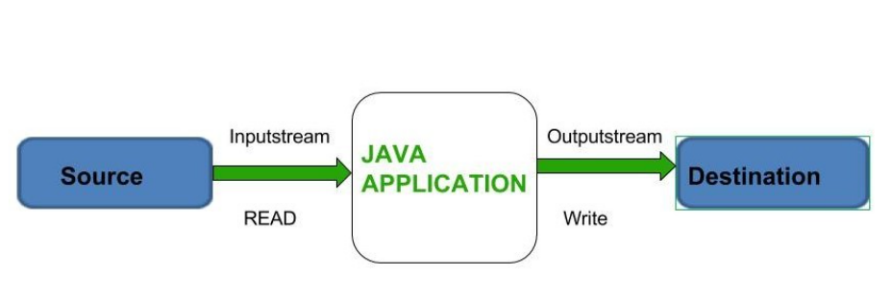 Source
Inputstream
READ
JAVA
APPLICATION
Outputstream
Write
Destination